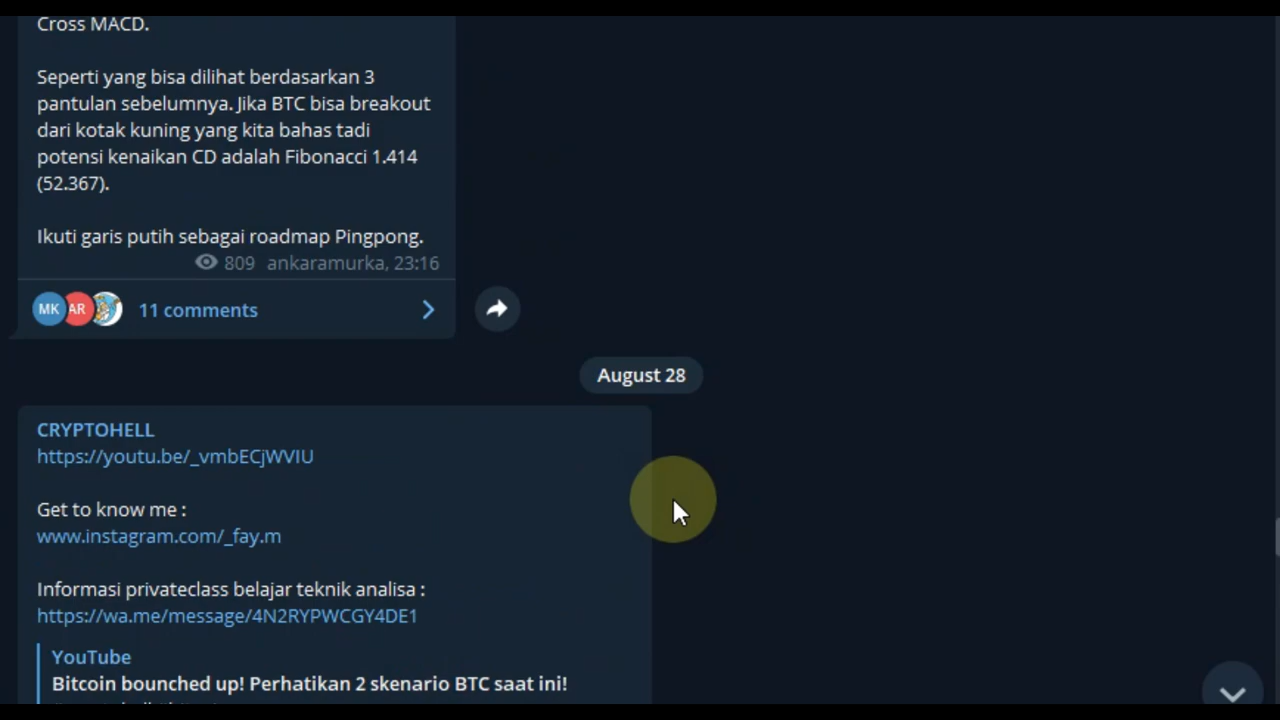 Cross MACD.
Seperti yang bisa dilihat berdasarkan 3
pantulan sebelumnya. Jika BTC bisa breakout
dari kotak kuning yang kita bahas tadi
potensi kenaikan CD adalah Fibonacci 1.414
(52.367).
Ikuti garis putih sebagai roadmap Pingpong.
809 ankaramurka, 23:16
MK AR 11 comments
August 28
CRYPTOHELL
https://youtu.be/_vmbECjWVIU
Get to know me :
www.instagram.com/_fay.m
Informasi privateclass belajar teknik analisa :
https://wa.me/message/4N2RYPWCGY4DE1
YouTube
Bitcoin bounched up! Perhatikan 2 skenario BTC saat ini!